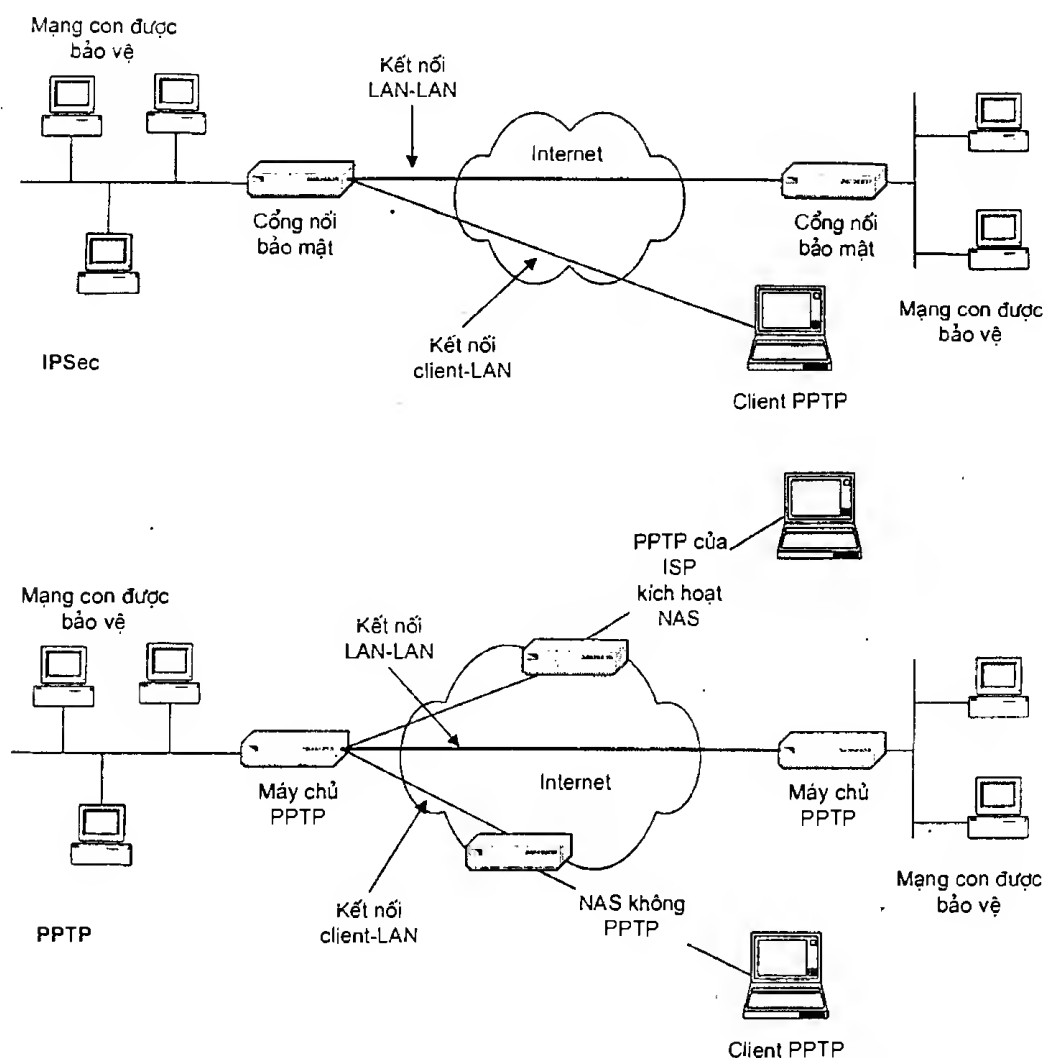 Mạng con được
bảo vệ
Kết nối
LAN-LAN
Internet
Cổng nối
bảo mật
Cổng nối
bảo mật
Mạng con được
bảo vệ
Kết nối
client-LAN
IPSec
Client PPTP
PPTP của
ISP
kích hoạt
NAS
Mạng con được
bảo vệ
Kết nối
LAN-LAN
Máy chủ
PPTP
Internet
Máy chủ
PPTP
Mạng con được
bảo vệ
Kết nối
client-LAN
NAS không
PPTP
PPTP
Client PPTP